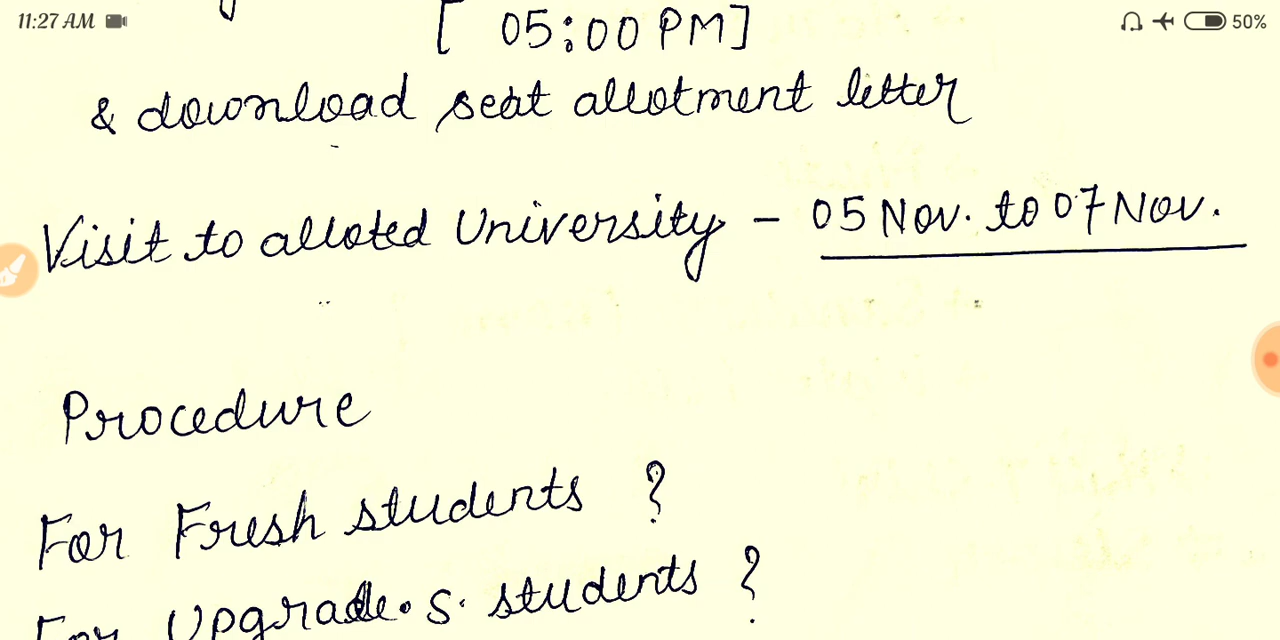 11:27 AM 50%
[ 05:00 PM]
& download seat allotment letter
Visit to alloted University - 05 Nov. to 07 Nov.
Procedure
For Fresh students ?
For Upgrade.s. students ?